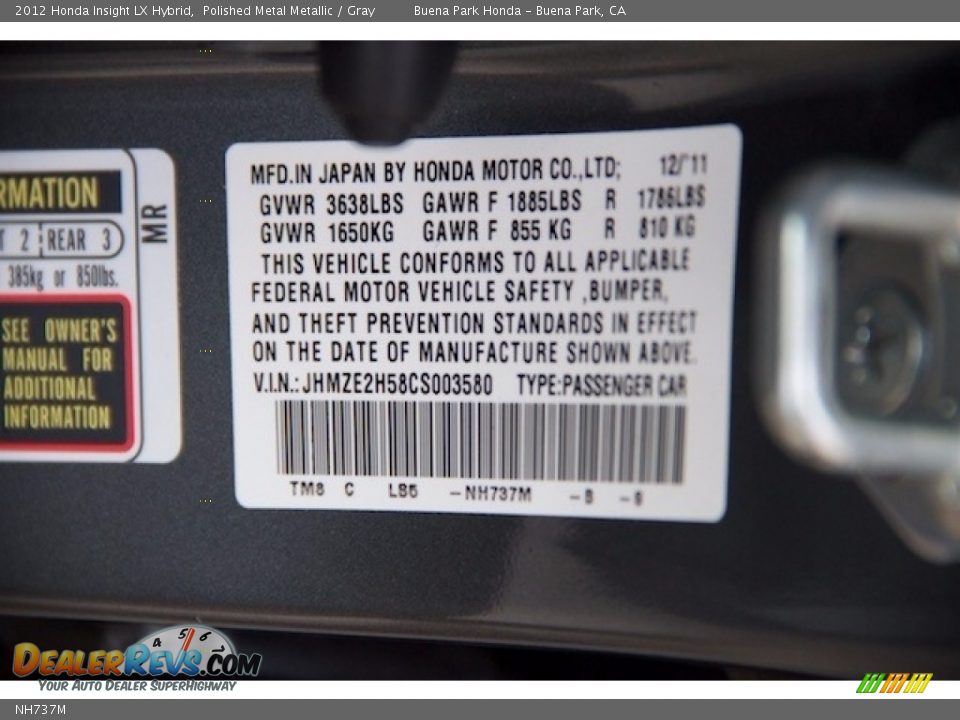 2012 Honda Insight LX Hybrid, Polished Metal Metallic / Gray Buena Park Honda - Buena Park, CA
RMATION
T 2 REAR 3
385kg or 850lbs.
MR
SEE OWNER'S
MANUAL FOR
ADDITIONAL
INFORMATION
MFD.IN JAPAN BY HONDA MOTOR CO.,LTD; 12/'11
GVWR 3638LBS GAWR F 1885LBS R 1786LBS
GVWR 1650KG GAWR F 855 KG R 810 KG
THIS VEHICLE CONFORMS TO ALL APPLICABLE
FEDERAL MOTOR VEHICLE SAFETY ,BUMPER,
AND THEFT PREVENTION STANDARDS IN EFFECT
ON THE DATE OF MANUFACTURE SHOWN ABOVE.
V.I.N.:JHMZE2H58CS003580 TYPE:PASSENGER CAR
TM8 C LS5 -NH737M
4 5 6
DEALERREVS.COM
YOUR AUTO DEALER SUPERHIGHWAY
NH737M